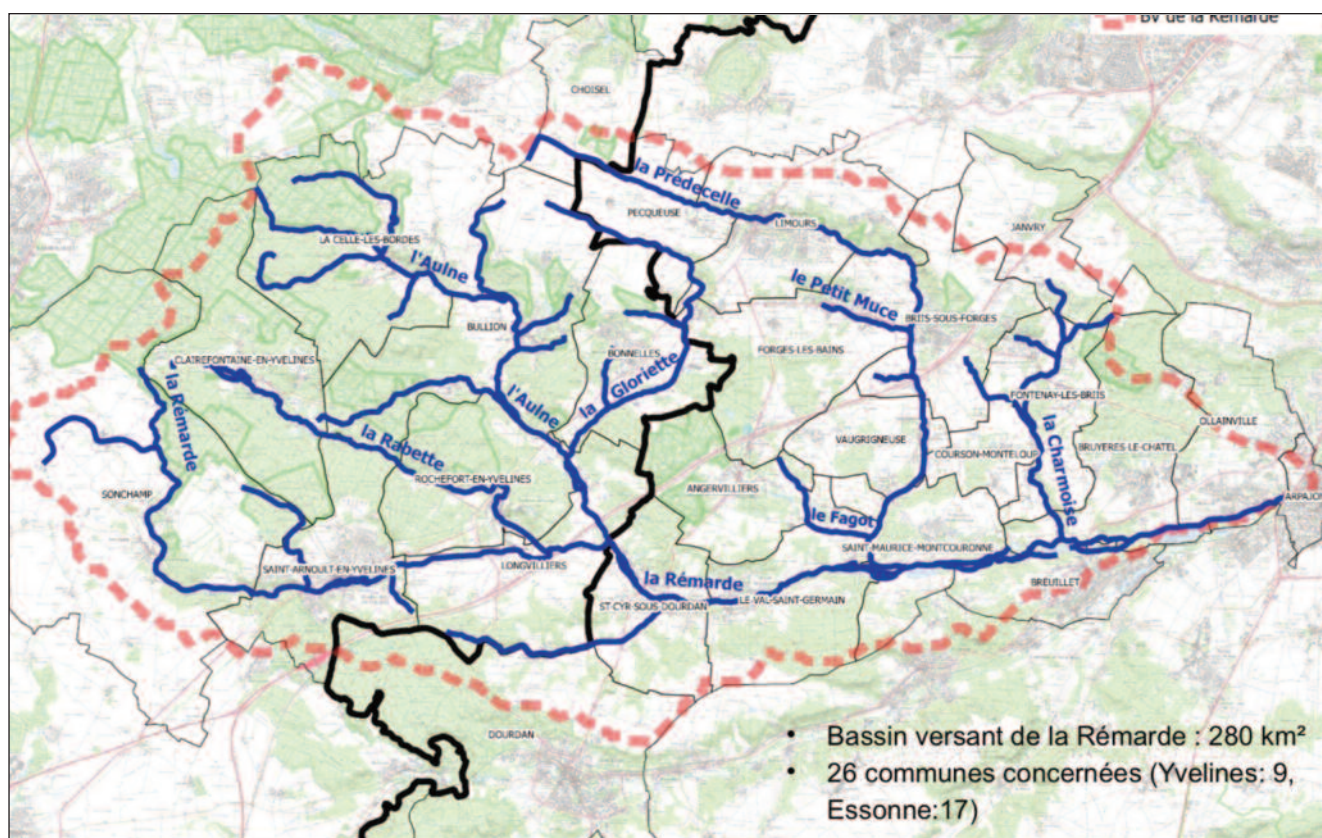 BV de la Rémarde
CHOISEL
la Prédecelle
PECQUEUSE
LIMOURS
JANVRY
LA CELLE-LES-BORDES
l'Aulne
le Petit Muce
BULLION
BRIIS-SOUS-FORGES
CLAIREFONTAINE-EN-YVELINES
BONNELLES
FORGES-LES-BAINS
la Rémarde
la Gloriette
l'Aulne
FONTENAY-LES-BRIIS
OLLAINVILLE
la Rabette
VAUGRIGNEUSE
COURSON-MONTELOUP
BRUYERES-LE-CHATEL
la Charmoise
ROCHEFORT-EN-YVELINES
ANGERVILLIERS
SONCHAMP
ARPAJON
le Fagot
SAINT-MAURICE-MONTCOURONNE
LONGVILLIERS
SAINT-ARNOULT-EN-YVELINES
la Rémarde
BREUILLET
LE-VAL-SAINT-GERMAIN
ST-CYR-SOUS-DOURDAN
DOURDAN
• Bassin versant de la Rémarde : 280 km²
• 26 communes concernées (Yvelines: 9,
Essonne:17)